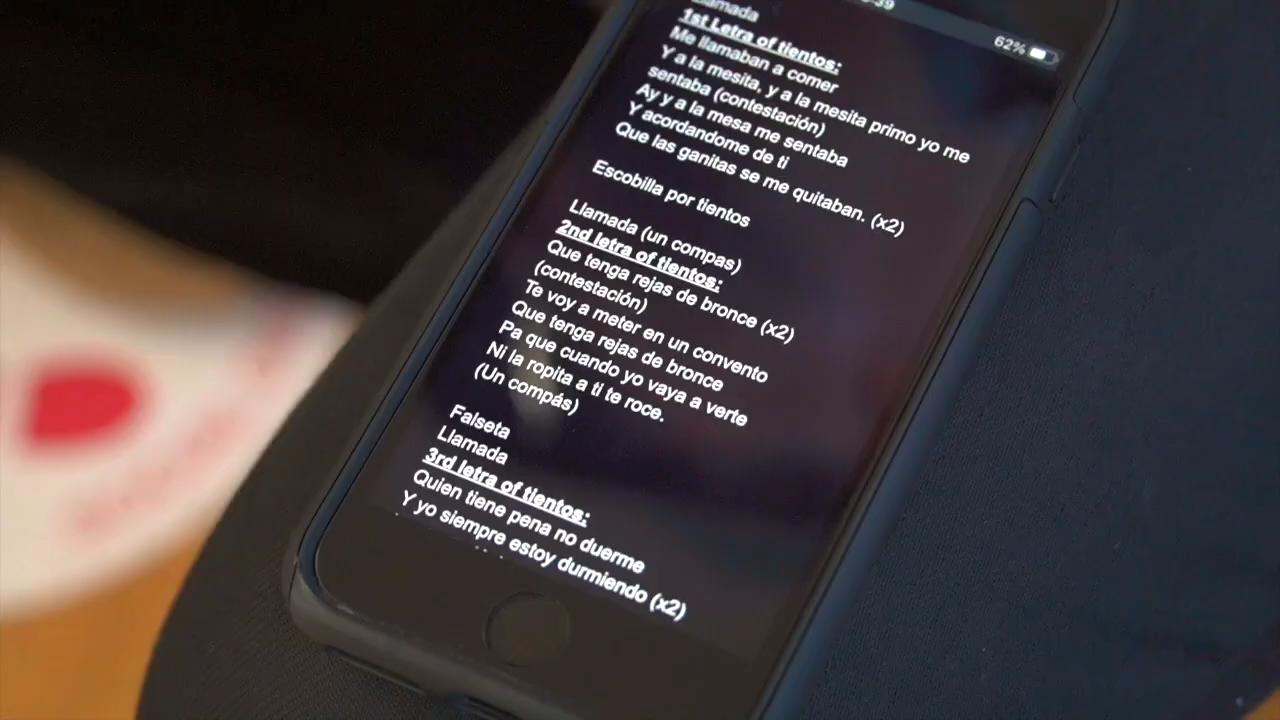 Llamada
62%
1st Letra of tientos:
Me llamaban a comer
Y a la mesita, y a la mesita primo yo me
sentaba (contestación)
Ay y a la mesa me sentaba
Y acordandome de ti
Que las ganitas se me quitaban. (x2)
Escobilla por tientos
Llamada (un compas)
2nd letra of tientos:
Que tenga rejas de bronce (x2)
(contestación)
Te voy a meter en un convento
Que tenga rejas de bronce
Pa que cuando yo vaya a verte
Ni la ropita a ti te roce.
(Un compás)
Falseta
Llamada
3rd letra of tientos:
Quien tiene pena no duerme
Y yo siempre estoy durmiendo (x2)